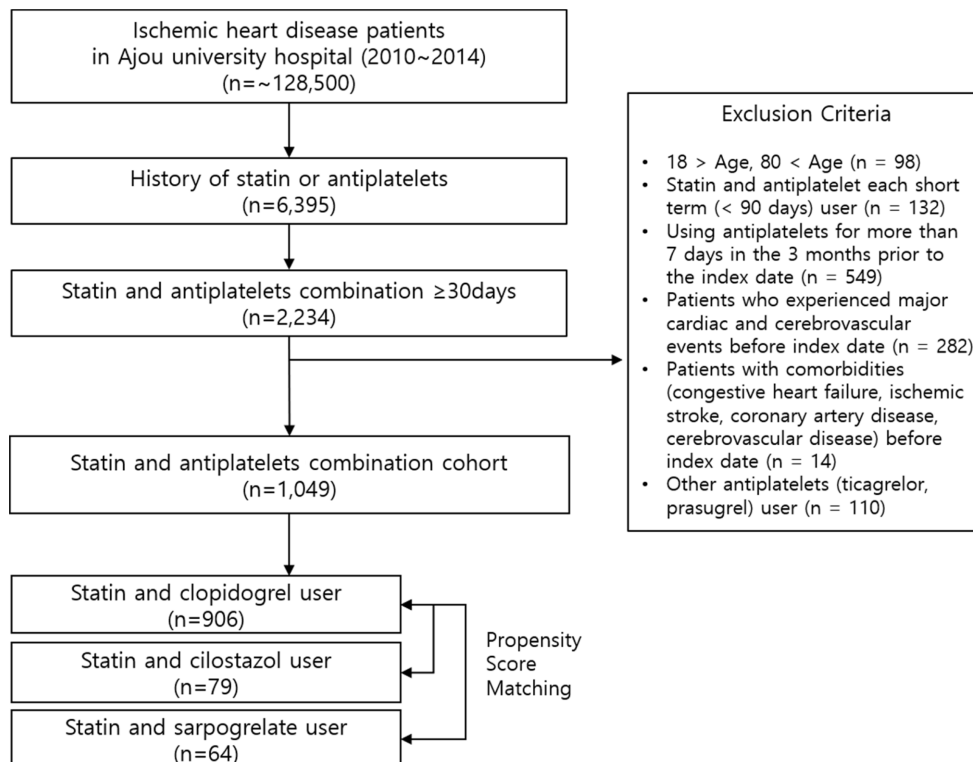 Ischemic heart disease patients
in Ajou university hospital (2010~2014)
(n=~128,500)
History of statin or antiplatelets
(n=6,395)
Statin and antiplatelets combination ≥30days
(n=2,234)
Exclusion Criteria
• 18 > Age, 80 < Age (n = 98)
• Statin and antiplatelet each short
term (< 90 days) user (n = 132)
• Using antiplatelets for more than
7 days in the 3 months prior to
the index date (n = 549)
• Patients who experienced major
cardiac and cerebrovascular
events before index date (n = 282)
• Patients with comorbidities
(congestive heart failure, ischemic
stroke, coronary artery disease,
cerebrovascular disease) before
index date (n = 14)
• Other antiplatelets (ticagrelor,
prasugrel) user (n = 110)
Statin and antiplatelets combination cohort
(n=1,049)
Statin and clopidogrel user
(n=906)
Statin and cilostazol user
(n=79)
Statin and sarpogrelate user
(n=64)
Propensity
Score
Matching